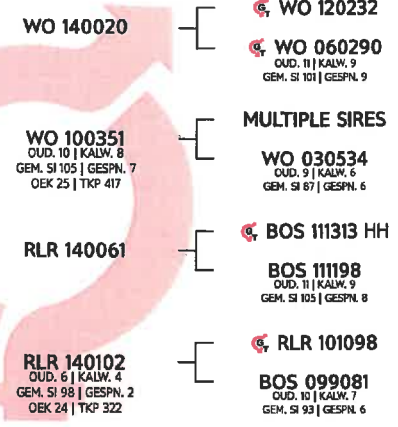 WO 140020
WO 120232
WO 060290
OUD. 11 | KALW. 9
GEM. SI 101 | GESPN. 9
WO 100351
OUD. 10 | KALW. 8
GEM. SI 105 | GESPN. 7
OEK 25 | TKP 417
MULTIPLE SIRES
WO 030534
OUD. 9 | KALW. 6
GEM. SI 87 | GESPN. 6
RLR 140061
BOS 111313 HH
BOS 111198
OUD. 11 | KALW. 9
GEM. SI 105 | GESPN. 8
RLR 140102
OUD. 6 | KALW. 4
GEM. SI 98 | GESPN. 2
OEK 24 | TKP 322
RLR 101098
BOS 099081
OUD. 10 | KALW. 7
GEM. SI 93 | GESPN. 6